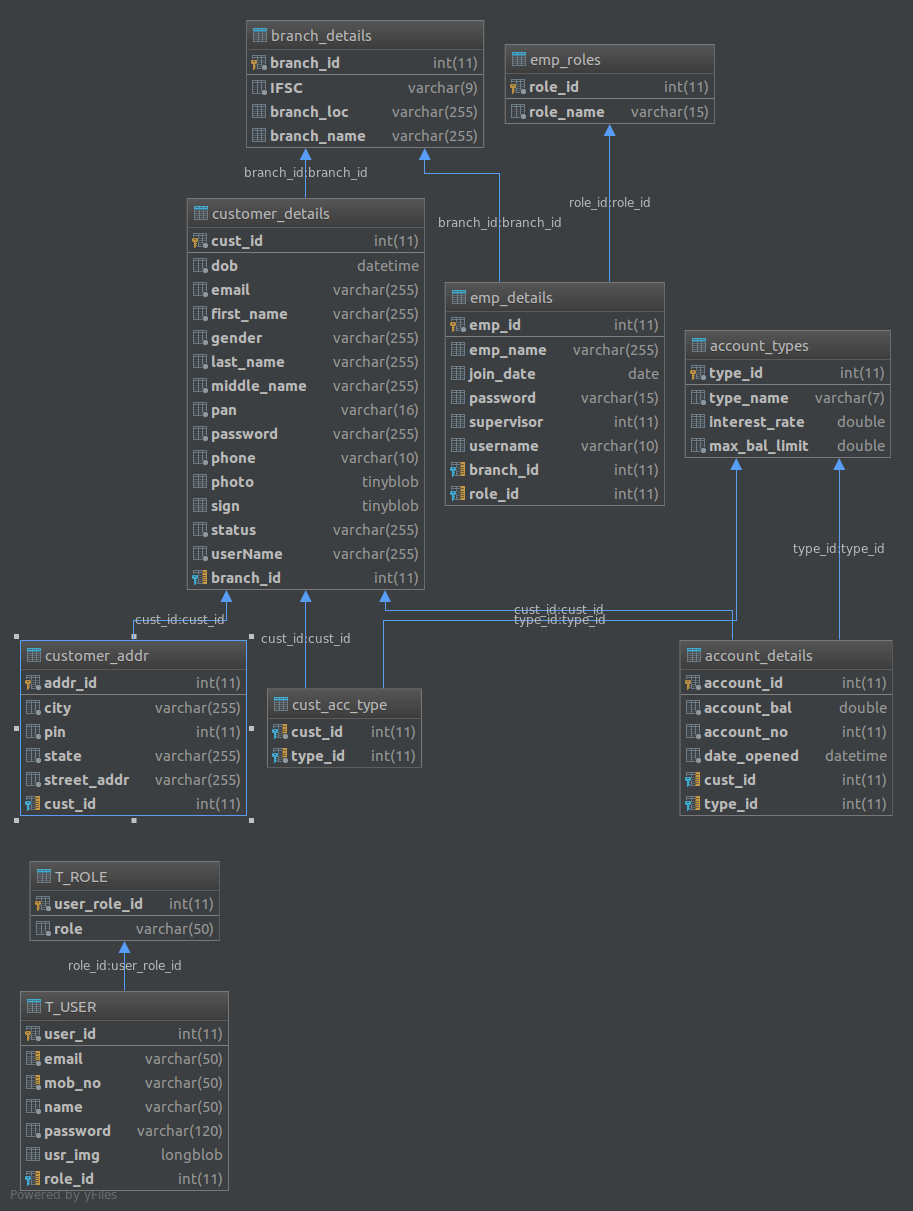 branch_details
branch_id int(11)
IFSC varchar(9)
branch_loc varchar(255)
branch_name varchar(255)
emp_roles
role_id int(11)
role_name varchar(15)
branch_id:branch_id
branch_id:branch_id
role_id:role_id
customer_details
cust_id int(11)
dob datetime
email varchar(255)
first_name varchar(255)
gender varchar(255)
last_name varchar(255)
middle_name varchar(255)
pan varchar(16)
password varchar(255)
phone varchar(10)
photo tinyblob
sign tinyblob
status varchar(255)
userName varchar(255)
branch_id int(11)
emp_details
emp_id int(11)
emp_name varchar(255)
join_date date
password varchar(15)
supervisor int(11)
username varchar(10)
branch_id int(11)
role_id int(11)
account_types
type_id int(11)
type_name varchar(7)
interest_rate double
max_bal_limit double
type_id:type_id
cust_id:cust_id
cust_id:cust_id
cust_id:cust_id
type_id:type_id
customer_addr
addr_id int(11)
city varchar(255)
pin int(11)
state varchar(255)
street_addr varchar(255)
cust_id int(11)
cust_acc_type
cust_id int(11)
type_id int(11)
account_details
account_id int(11)
account_bal double
account_no int(11)
date_opened datetime
cust_id int(11)
type_id int(11)
T_ROLE
user_role_id int(11)
role varchar(50)
role_id:user_role_id
T_USER
user_id int(11)
email varchar(50)
mob_no varchar(50)
name varchar(50)
password varchar(120)
usr_img longblob
role_id int(11)
Powered by yFiles